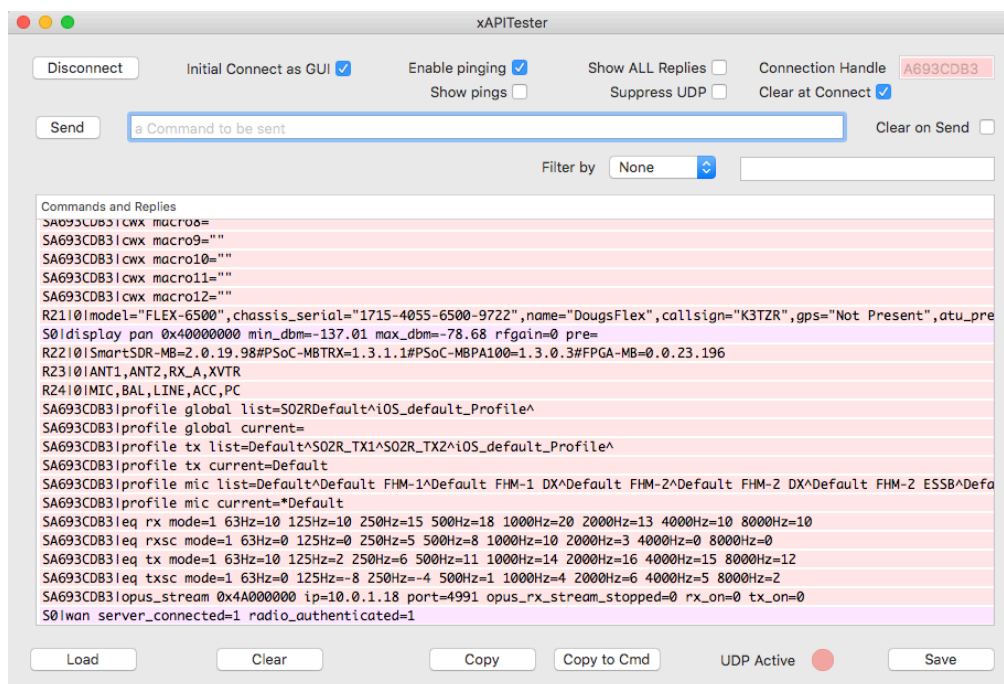 xAPITester
Disconnect Initial Connect as GUI Enable pinging Show ALL Replies Connection Handle A693CDB3
Show pings Suppress UDP Clear at Connect
Send a Command to be sent Clear on Send
Filter by None
Commands and Replies
SA693CDB3|cwx macro8=
SA693CDB3|cwx macro9=""
SA693CDB3|cwx macro10=""
SA693CDB3|cwx macro11=""
SA693CDB3|cwx macro12=""
R21|0|model="FLEX-6500",chassis_serial="1715-4055-6500-9722",name="DougsFlex",callsign="K3TZR",gps="Not Present",atu_pre
S0|display pan 0x40000000 min_dbm=-137.01 max_dbm=-78.68 rfgain=0 pre=
R22|0|SmartSDR-MB=2.0.19.98#PSoC-MBTRX=1.3.1.1#PSoC-MBPA100=1.3.0.3#FPGA-MB=0.0.23.196
R23|0|ANT1,ANT2,RX_A,XVTR
R24|0|MIC,BAL,LINE,ACC,PC
SA693CDB3|profile global list=SO2RDefault^iOS_default_Profile^
SA693CDB3|profile global current=
SA693CDB3|profile tx list=Default^SO2R_TX1^SO2R_TX2^iOS_default_Profile^
SA693CDB3|profile tx current=Default
SA693CDB3|profile mic list=Default^Default FHM-1^Default FHM-1 DX^Default FHM-2^Default FHM-2 DX^Default FHM-2 ESSB^Defa
SA693CDB3|profile mic current=*Default
SA693CDB3|eq rx mode=1 63Hz=10 125Hz=10 250Hz=15 500Hz=18 1000Hz=20 2000Hz=13 4000Hz=10 8000Hz=10
SA693CDB3|eq rxsc mode=1 63Hz=0 125Hz=0 250Hz=5 500Hz=8 1000Hz=10 2000Hz=3 4000Hz=0 8000Hz=0
SA693CDB3|eq tx mode=1 63Hz=10 125Hz=2 250Hz=6 500Hz=11 1000Hz=14 2000Hz=16 4000Hz=15 8000Hz=12
SA693CDB3|eq txsc mode=1 63Hz=0 125Hz=-8 250Hz=-4 500Hz=1 1000Hz=4 2000Hz=6 4000Hz=5 8000Hz=2
SA693CDB3|opus_stream 0x4A000000 ip=10.0.1.18 port=4991 opus_rx_stream_stopped=0 rx_on=0 tx_on=0
S0|wan server_connected=1 radio_authenticated=1
Load Clear Copy Copy to Cmd UDP Active Save